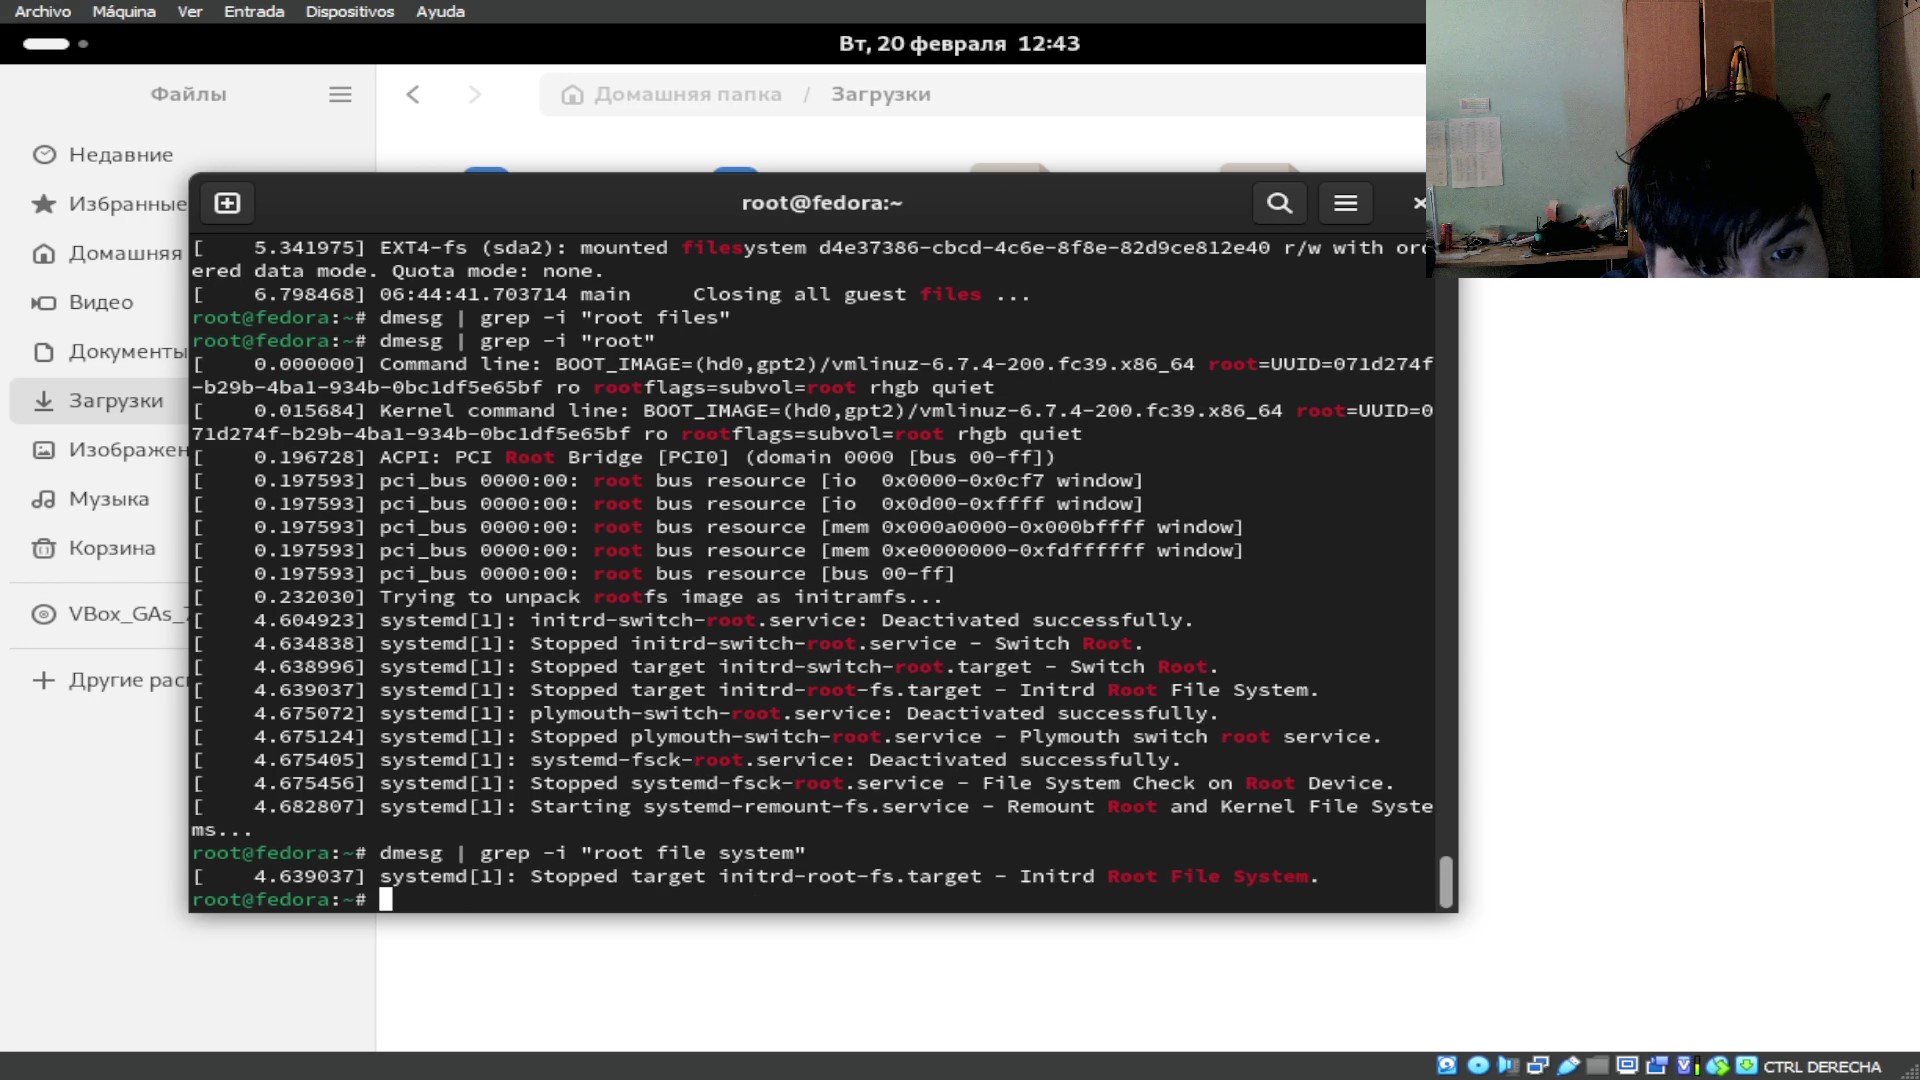 Archivo Máquina Ver Entrada Dispositivos Ayuda
Вт, 20 февраля 12:43
Файлы
Домашняя папка / Загрузки
Недавние
Избранные
Домашняя
Видео
Документы
Загрузки
Изображен
Музыка
Корзина
VBox_GAs_7
Другие рас
root@fedora:~
[    5.341975] EXT4-fs (sda2): mounted filesystem d4e37386-cbcd-4c6e-8f8e-82d9ce812e40 r/w with ord
ered data mode. Quota mode: none.
[    6.798468] 06:44:41.703714 main     Closing all guest files ...
root@fedora:~# dmesg | grep -i "root files"
root@fedora:~# dmesg | grep -i "root"
[    0.000000] Command line: BOOT_IMAGE=(hd0,gpt2)/vmlinuz-6.7.4-200.fc39.x86_64 root=UUID=071d274f
-b29b-4ba1-934b-0bc1df5e65bf ro rootflags=subvol=root rhgb quiet
[    0.015684] Kernel command line: BOOT_IMAGE=(hd0,gpt2)/vmlinuz-6.7.4-200.fc39.x86_64 root=UUID=0
71d274f-b29b-4ba1-934b-0bc1df5e65bf ro rootflags=subvol=root rhgb quiet
[    0.196728] ACPI: PCI Root Bridge [PCI0] (domain 0000 [bus 00-ff])
[    0.197593] pci_bus 0000:00: root bus resource [io  0x0000-0x0cf7 window]
[    0.197593] pci_bus 0000:00: root bus resource [io  0x0d00-0xffff window]
[    0.197593] pci_bus 0000:00: root bus resource [mem 0x000a0000-0x000bffff window]
[    0.197593] pci_bus 0000:00: root bus resource [mem 0xe0000000-0xfdffffff window]
[    0.197593] pci_bus 0000:00: root bus resource [bus 00-ff]
[    0.232030] Trying to unpack rootfs image as initramfs...
[    4.604923] systemd[1]: initrd-switch-root.service: Deactivated successfully.
[    4.634838] systemd[1]: Stopped initrd-switch-root.service - Switch Root.
[    4.638996] systemd[1]: Stopped target initrd-switch-root.target - Switch Root.
[    4.639037] systemd[1]: Stopped target initrd-root-fs.target - Initrd Root File System.
[    4.675072] systemd[1]: plymouth-switch-root.service: Deactivated successfully.
[    4.675124] systemd[1]: Stopped plymouth-switch-root.service - Plymouth switch root service.
[    4.675405] systemd[1]: systemd-fsck-root.service: Deactivated successfully.
[    4.675456] systemd[1]: Stopped systemd-fsck-root.service - File System Check on Root Device.
[    4.682807] systemd[1]: Starting systemd-remount-fs.service - Remount Root and Kernel File Syste
ms...
root@fedora:~# dmesg | grep -i "root file system"
[    4.639037] systemd[1]: Stopped target initrd-root-fs.target - Initrd Root File System.
root@fedora:~#
CTRL DERECHA